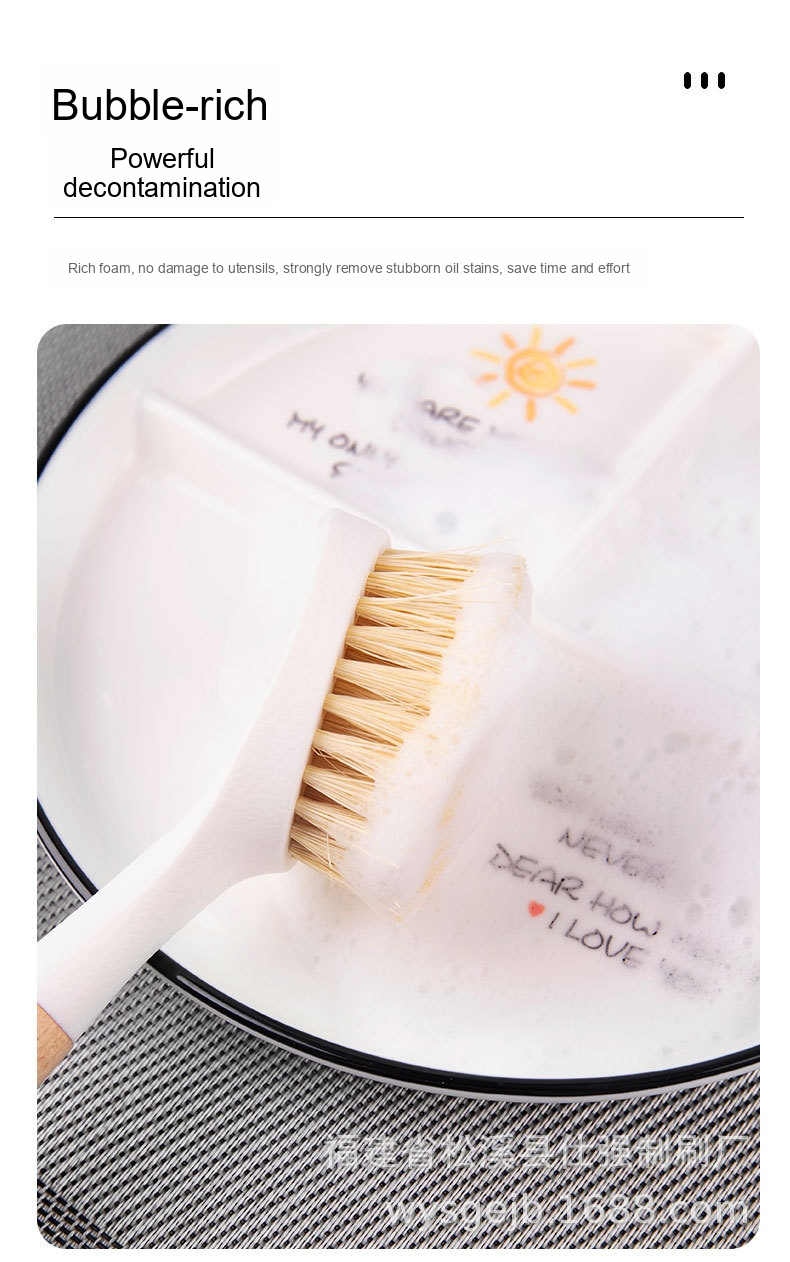 Bubble-rich
Powerful
decontamination
Rich foam, no damage to utensils, strongly remove stubborn oil stains, save time and effort
ARE
MY ONLY
NEVER
DEAR HOW
I LOVE
福建省松溪县仕强制刷厂
wysgejb.1688.com